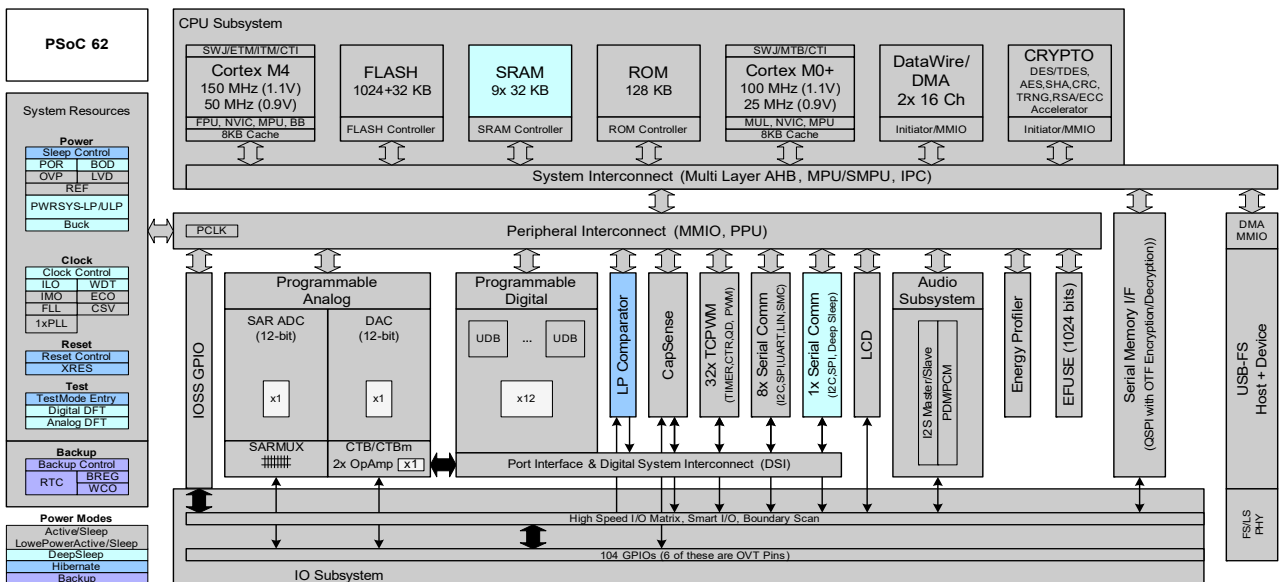 PSoC 62
System Resources
Power
Sleep Control
POR BOD
OVP LVD
REF
PWRSYS-LP/ULP
Buck
Clock
Clock Control
ILO WDT
IMO ECO
FLL CSV
1xPLL
Reset
Reset Control
XRES
Test
TestMode Entry
Digital DFT
Analog DFT
Backup
Backup Control
RTC BREG
WCO
Power Modes
Active/Sleep
LowePowerActive/Sleep
DeepSleep
Hibernate
Backup
CPU Subsystem
SWJ/ETM/ITM/CTI
Cortex M4
150 MHz (1.1V)
50 MHz (0.9V)
FPU, NVIC, MPU, BB
8KB Cache
FLASH
1024+32 KB
FLASH Controller
SRAM
9x 32 KB
SRAM Controller
ROM
128 KB
ROM Controller
SWJ/MTB/CTI
Cortex M0+
100 MHz (1.1V)
25 MHz (0.9V)
MUL, NVIC, MPU
8KB Cache
DataWire/
DMA
2x 16 Ch
Initiator/MMIO
CRYPTO
DES/TDES,
AES,SHA,CRC,
TRNG,RSA/ECC
Accelerator
Initiator/MMIO
System Interconnect (Multi Layer AHB, MPU/SMPU, IPC)
PCLK
Peripheral Interconnect (MMIO, PPU)
IOSS GPIO
Programmable
Analog
SAR ADC
(12-bit)
x1
SARMUX
DAC
(12-bit)
x1
CTB/CTBm
2x OpAmp x1
Programmable
Digital
UDB ... UDB
x12
Port Interface & Digital System Interconnect (DSI)
LP Comparator
CapSense
32x TCPWM
(TIMER,CTR,QD, PWM)
8x Serial Comm
(I2C,SPI,UART,LIN,SMC)
1x Serial Comm
(I2C,SPI, Deep Sleep)
LCD
Audio
Subsystem
I2S Master/Slave
PDM/PCM
Energy Profiler
EFUSE (1024 bits)
Serial Memory I/F
(QSPI with OTF Encryption/Decryption))
DMA
MMIO
USB-FS
Host + Device
FS/LS
PHY
High Speed I/O Matrix, Smart I/O, Boundary Scan
104 GPIOs (6 of these are OVT Pins)
IO Subsystem